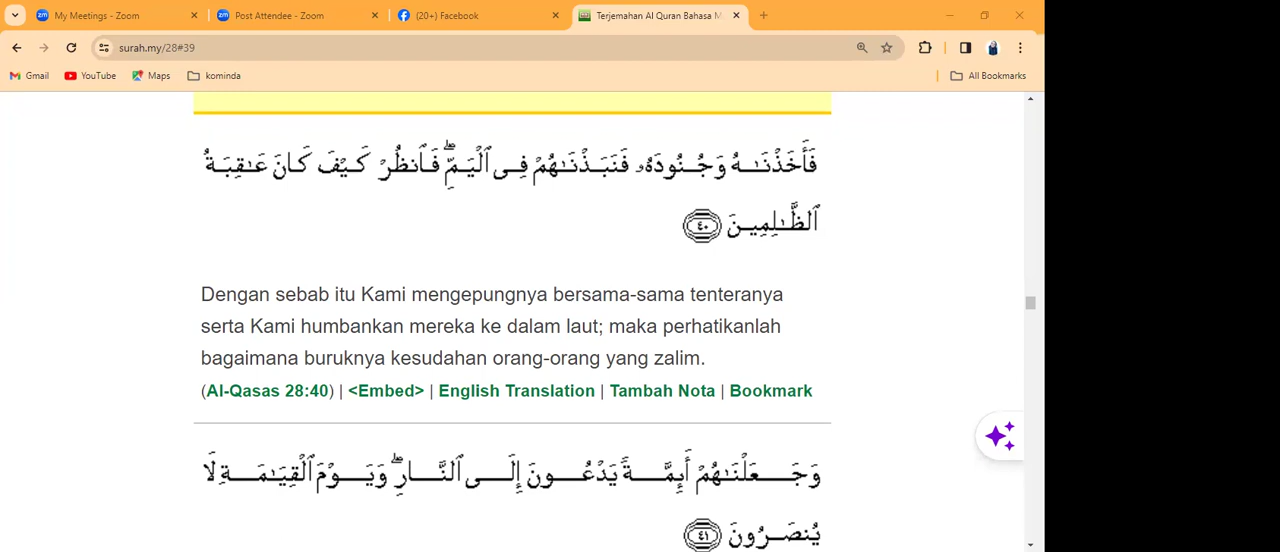 My Meetings - Zoom
Post Attendee - Zoom
(20+) Facebook
Terjemahan Al Quran Bahasa M
surah.my/28#39
Gmail
YouTube
Maps
kominda
All Bookmarks
فَأَخَذْنَـٰهُ وَجُنُودَهُۥ فَنَبَذْنَـٰهُمْ فِى ٱلْيَمِّ ۖ فَٱنظُرْ كَيْفَ كَانَ عَـٰقِبَةُ
ٱلظَّـٰلِمِينَ ٤٠
Dengan sebab itu Kami mengepungnya bersama-sama tenteranya
serta Kami humbankan mereka ke dalam laut; maka perhatikanlah
bagaimana buruknya kesudahan orang-orang yang zalim.
(Al-Qasas 28:40) | <Embed> | English Translation | Tambah Nota | Bookmark
وَجَعَلْنَـٰهُمْ أَئِمَّةً يَدْعُونَ إِلَى ٱلنَّارِ ۖ وَيَوْمَ ٱلْقِيَـٰمَةِ لَا
يُنصَرُونَ ٤١